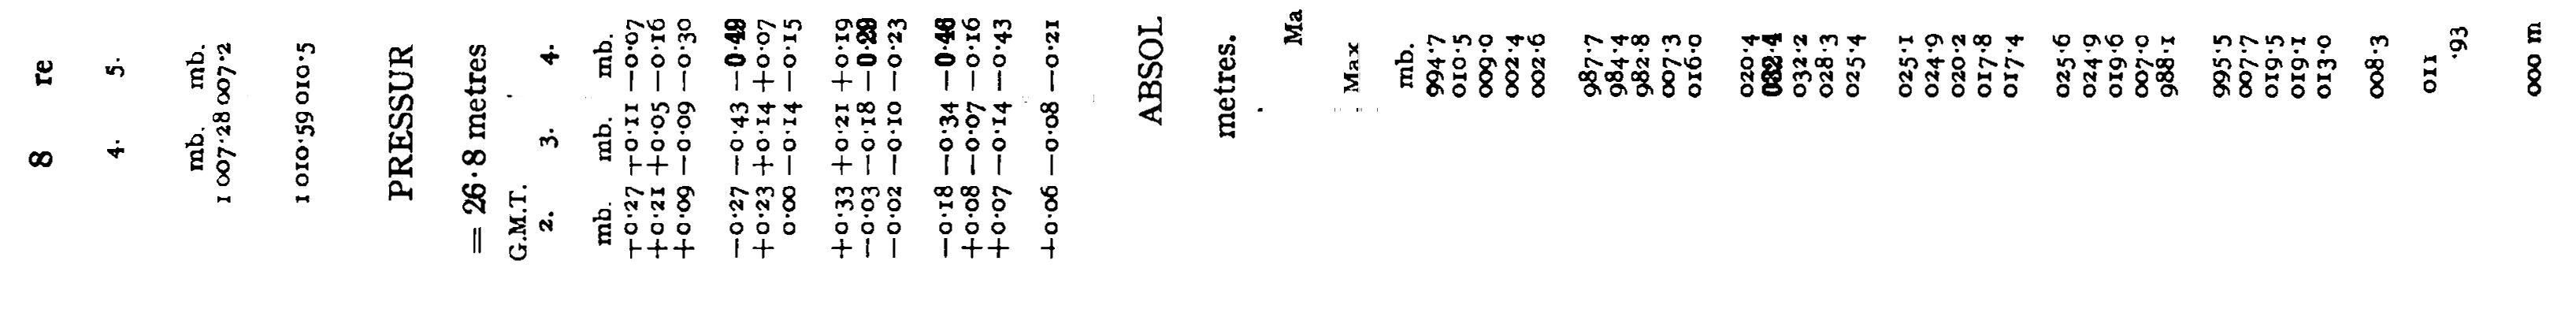 8 re
4. 5.
mb. mb.
1 007·28 007·2
1 010·59 010·5
PRESSUR
= 26·8 metres
G.M.T.
2. 3. 4.
mb. mb. mb.
+0·27 +0·11 —0·07
+0·21 +0·05 —0·16
+0·09 —0·09 —0·30
—0·27 —0·43 —0·49
+0·23 +0·14 +0·07
0·00 —0·14 —0·15
+0·33 +0·21 +0·19
—0·03 —0·18 —0·29
—0·02 —0·10 —0·23
—0·18 —0·34 —0·46
+0·08 —0·07 —0·16
+0·07 —0·14 —0·43
+0·06 —0·08 —0·21
ABSOL
metres.
Ma
Max
mb.
994·7
010·5
009·0
002·4
002·6
987·7
984·4
982·8
007·3
016·0
020·4
032·4
032·2
028·3
025·4
025·1
024·9
020·2
017·8
017·4
025·6
024·9
019·6
007·0
988·1
995·5
007·7
019·5
019·1
013·0
008·3
011
·93
000 m